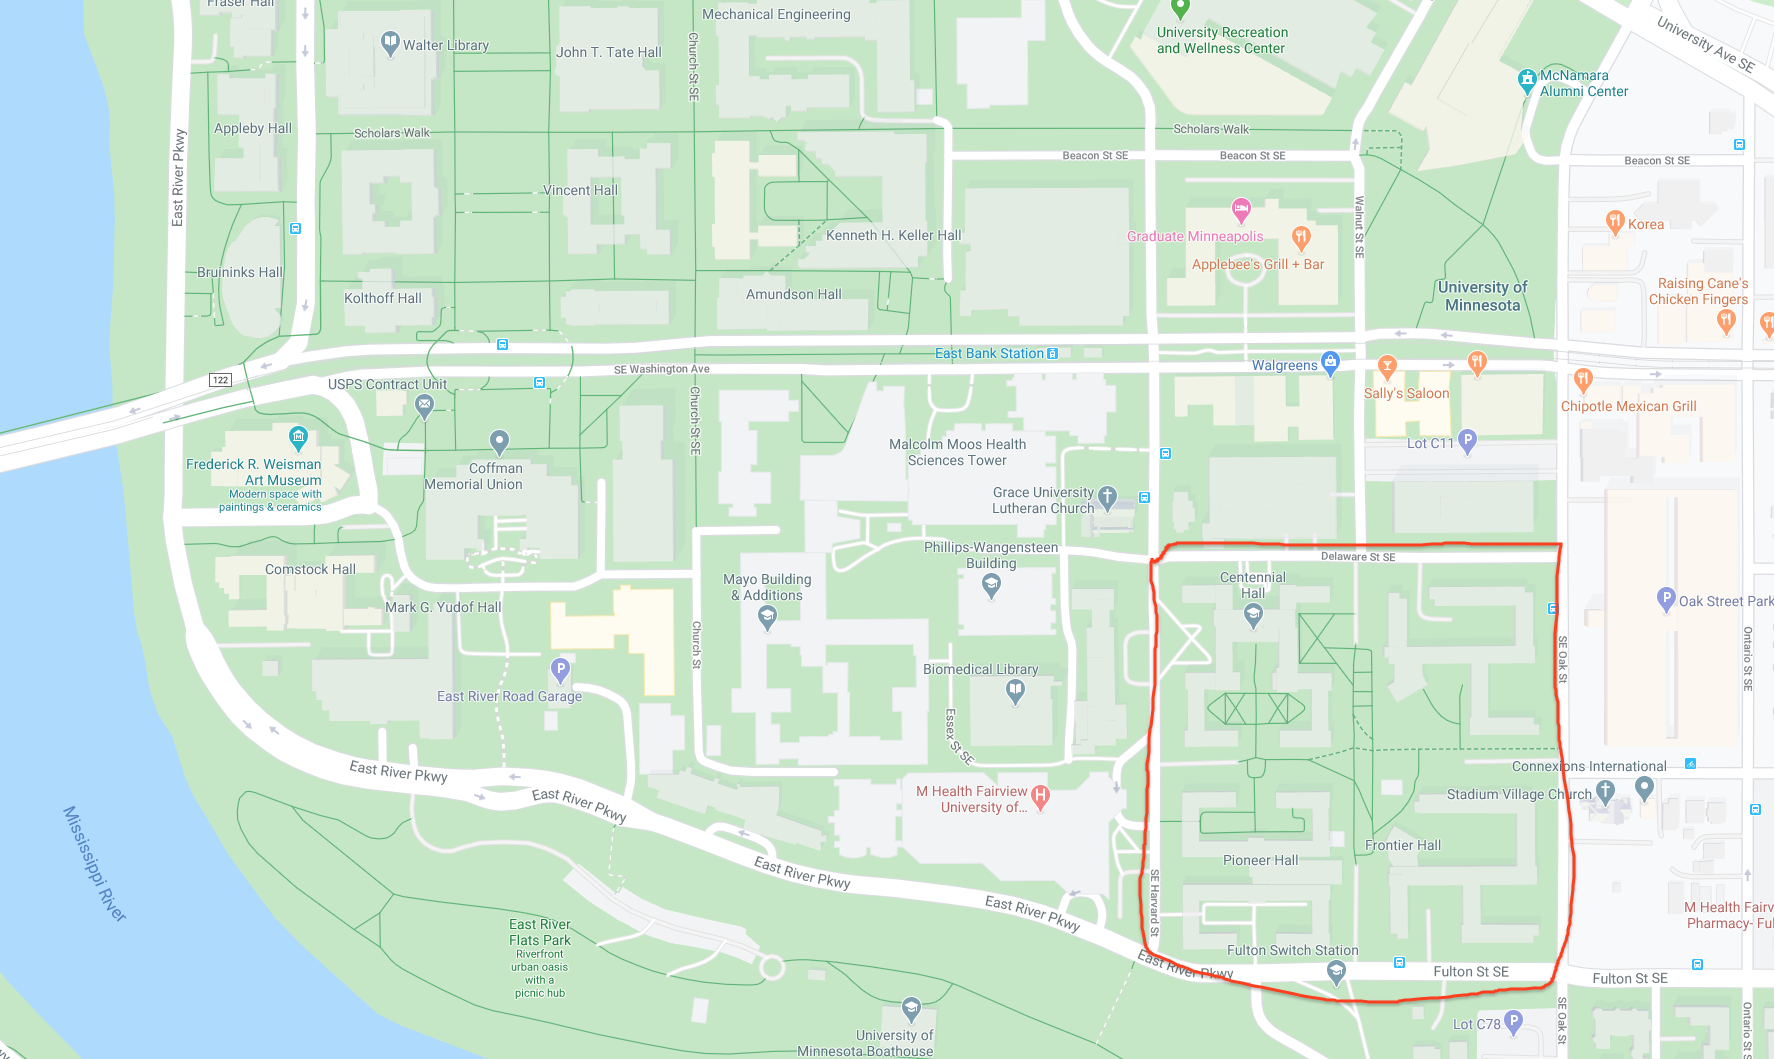 Fraser Hall
Walter Library
John T. Tate Hall
Mechanical Engineering
Church St SE
University Recreation
and Wellness Center
University Ave SE
McNamara
Alumni Center
Appleby Hall
Scholars Walk
Scholars Walk
East River Pkwy
Beacon St SE
Beacon St SE
Beacon St SE
Vincent Hall
Kenneth H. Keller Hall
Graduate Minneapolis
Applebee's Grill + Bar
Walnut St SE
Korea
Bruininks Hall
Kolthoff Hall
Amundson Hall
University of
Minnesota
Raising Cane's
Chicken Fingers
East Bank Station
Walgreens
SE Washington Ave
122
USPS Contract Unit
Sally's Saloon
Chipotle Mexican Grill
Church St SE
Lot C11
Frederick R. Weisman
Art Museum
Modern space with
paintings & ceramics
Coffman
Memorial Union
Malcolm Moos Health
Sciences Tower
Grace University
Lutheran Church
Phillips-Wangensteen
Building
Delaware St SE
Comstock Hall
Mark G. Yudof Hall
Mayo Building
& Additions
Centennial
Hall
Oak Street Park
Church St
SE Oak St
Ontario St SE
East River Road Garage
Biomedical Library
Essex St SE
Connexions International
Stadium Village Church
East River Pkwy
East River Pkwy
M Health Fairview
University of...
Mississippi River
East River Pkwy
Pioneer Hall
Frontier Hall
SE Harvard St
East River Pkwy
M Health Fairv
Pharmacy- Ful
East River
Flats Park
Riverfront
urban oasis
with a
picnic hub
Fulton Switch Station
East River Pkwy
Fulton St SE
Fulton St SE
SE Oak St
Ontario St S
Lot C78
University of
Minnesota Boathouse